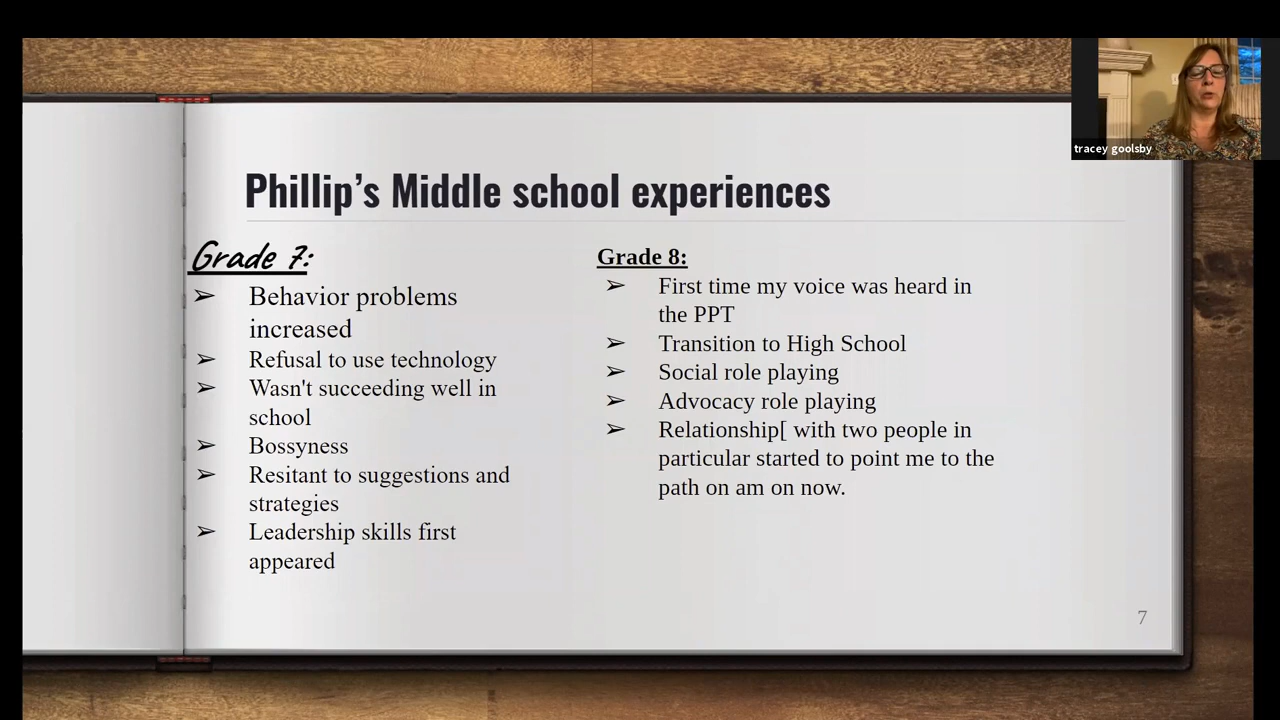 tracey goolsby
Phillip’s Middle school experiences
Grade 7:
➢ Behavior problems
increased
➢ Refusal to use technology
➢ Wasn't succeeding well in
school
➢ Bossyness
➢ Resitant to suggestions and
strategies
➢ Leadership skills first
appeared
Grade 8:
➢ First time my voice was heard in
the PPT
➢ Transition to High School
➢ Social role playing
➢ Advocacy role playing
➢ Relationship[ with two people in
particular started to point me to the
path on am on now.
7